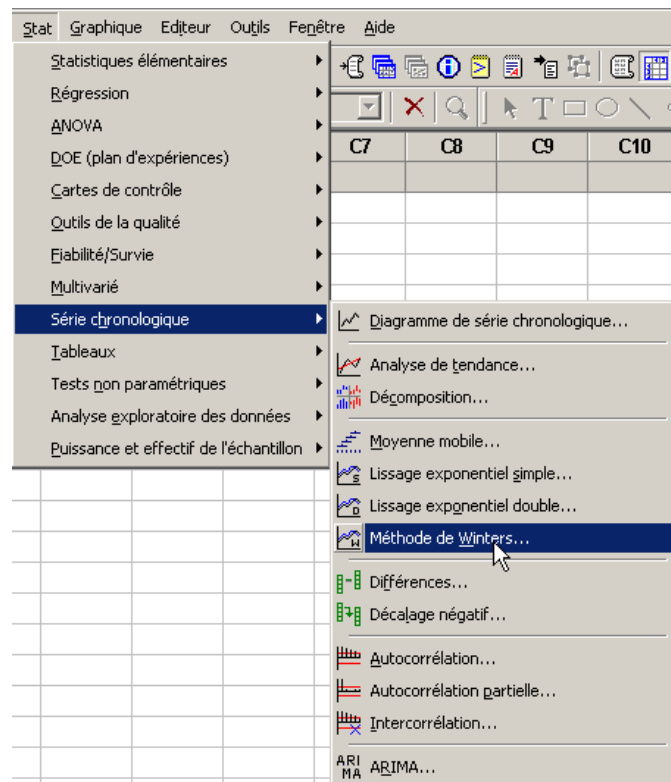 Stat Graphique Editeur Outils Fenêtre Aide
Statistiques élémentaires
Régression
ANOVA
DOE (plan d'expériences)
Cartes de contrôle
Outils de la qualité
Fiabilité/Survie
Multivarié
Série chronologique
Tableaux
Tests non paramétriques
Analyse exploratoire des données
Puissance et effectif de l'échantillon
C7 C8 C9 C10
Diagramme de série chronologique...
Analyse de tendance...
Décomposition...
Moyenne mobile...
Lissage exponentiel simple...
Lissage exponentiel double...
Méthode de Winters...
Différences...
Décalage négatif...
Autocorrélation...
Autocorrélation partielle...
Intercorrélation...
ARI
MA ARIMA...